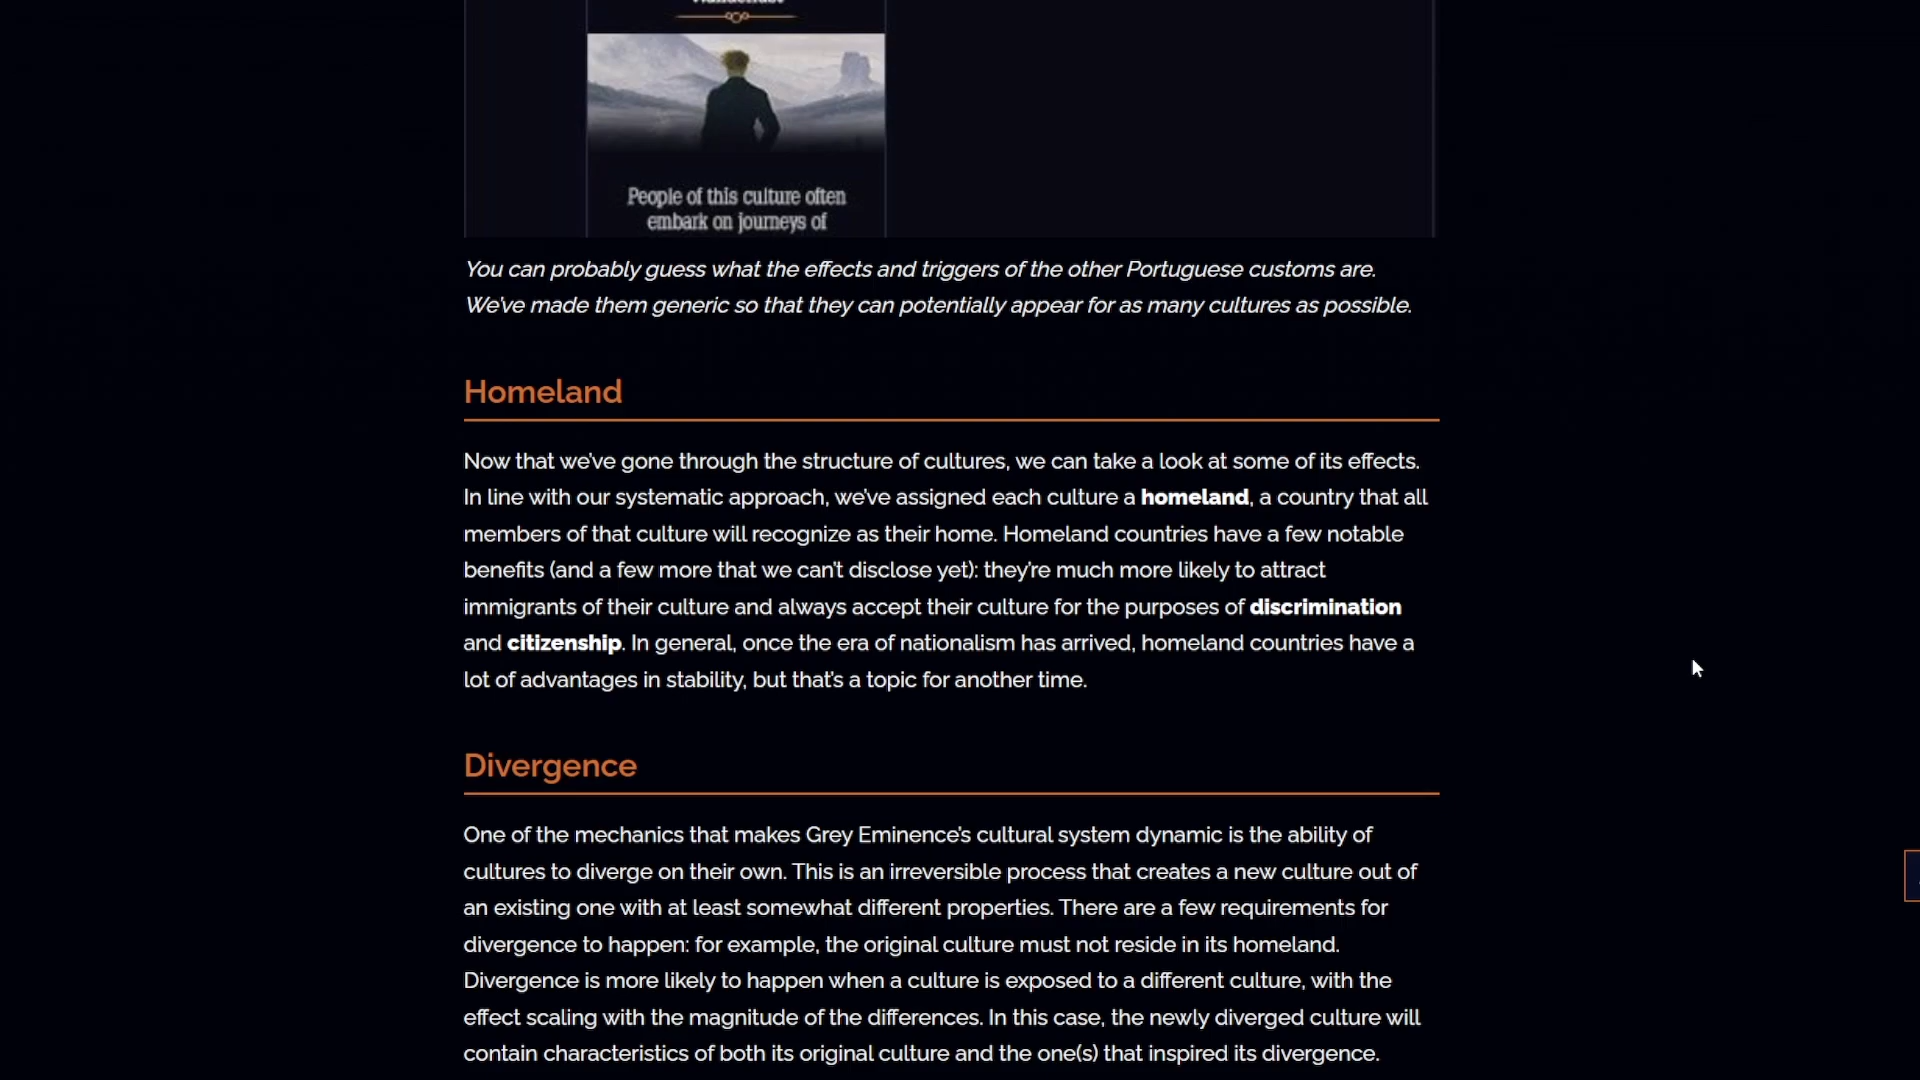 People of this culture often
embark on journeys of
You can probably guess what the effects and triggers of the other Portuguese customs are.
We've made them generic so that they can potentially appear for as many cultures as possible.
Homeland
Now that we've gone through the structure of cultures, we can take a look at some of its effects.
In line with our systematic approach, we've assigned each culture a homeland, a country that all
members of that culture will recognize as their home. Homeland countries have a few notable
benefits (and a few more that we can't disclose yet): they're much more likely to attract
immigrants of their culture and always accept their culture for the purposes of discrimination
and citizenship. In general, once the era of nationalism has arrived, homeland countries have a
lot of advantages in stability, but that's a topic for another time.
Divergence
One of the mechanics that makes Grey Eminence's cultural system dynamic is the ability of
cultures to diverge on their own. This is an irreversible process that creates a new culture out of
an existing one with at least somewhat different properties. There are a few requirements for
divergence to happen: for example, the original culture must not reside in its homeland.
Divergence is more likely to happen when a culture is exposed to a different culture, with the
effect scaling with the magnitude of the differences. In this case, the newly diverged culture will
contain characteristics of both its original culture and the one(s) that inspired its divergence.